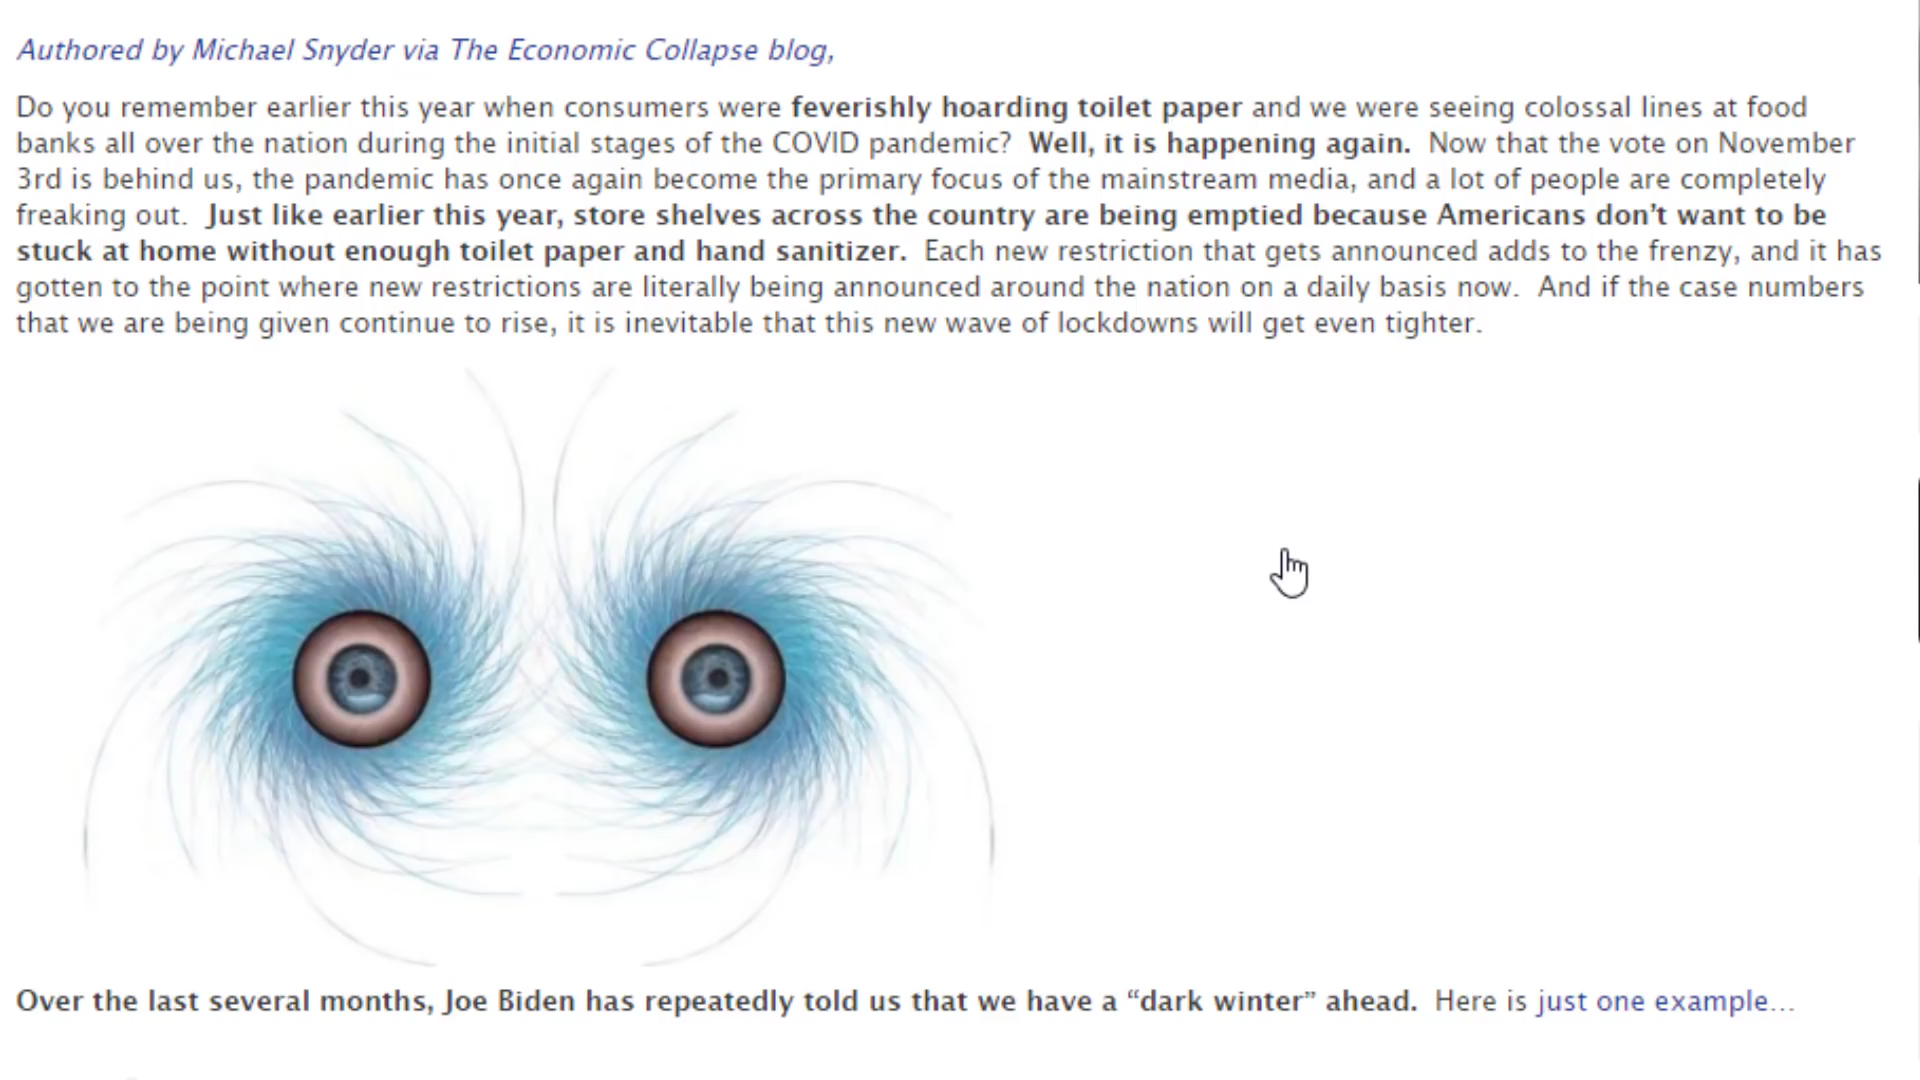 Authored by Michael Snyder via The Economic Collapse blog,
Do you remember earlier this year when consumers were feverishly hoarding toilet paper and we were seeing colossal lines at food
banks all over the nation during the initial stages of the COVID pandemic?  Well, it is happening again.  Now that the vote on November
3rd is behind us, the pandemic has once again become the primary focus of the mainstream media, and a lot of people are completely
freaking out.  Just like earlier this year, store shelves across the country are being emptied because Americans don’t want to be
stuck at home without enough toilet paper and hand sanitizer.  Each new restriction that gets announced adds to the frenzy, and it has
gotten to the point where new restrictions are literally being announced around the nation on a daily basis now.  And if the case numbers
that we are being given continue to rise, it is inevitable that this new wave of lockdowns will get even tighter.
Over the last several months, Joe Biden has repeatedly told us that we have a “dark winter” ahead.  Here is just one example…